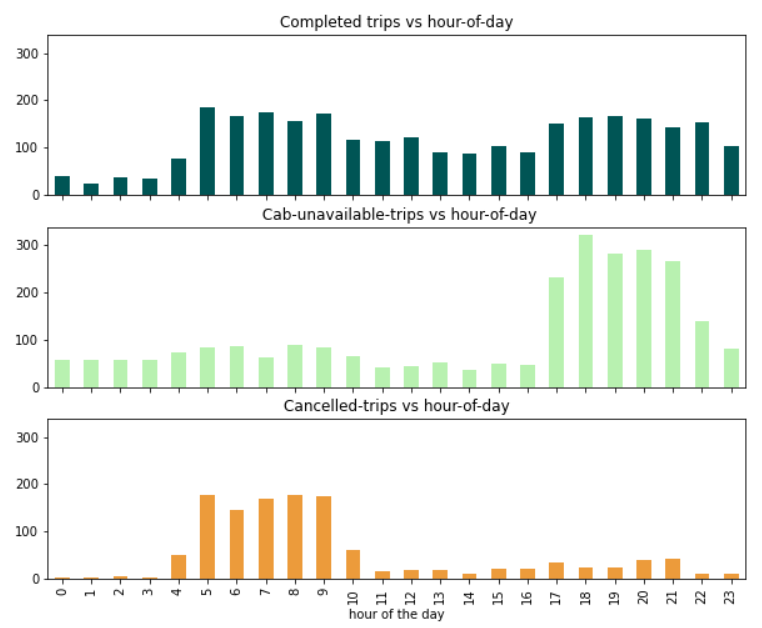 Completed trips vs hour-of-day
300
200
100
0
Cab-unavailable-trips vs hour-of-day
300
200
100
0
Cancelled-trips vs hour-of-day
300
200
100
0
0 1 2 3 4 5 6 7 8 9 10 11 12 13 14 15 16 17 18 19 20 21 22 23
hour of the day